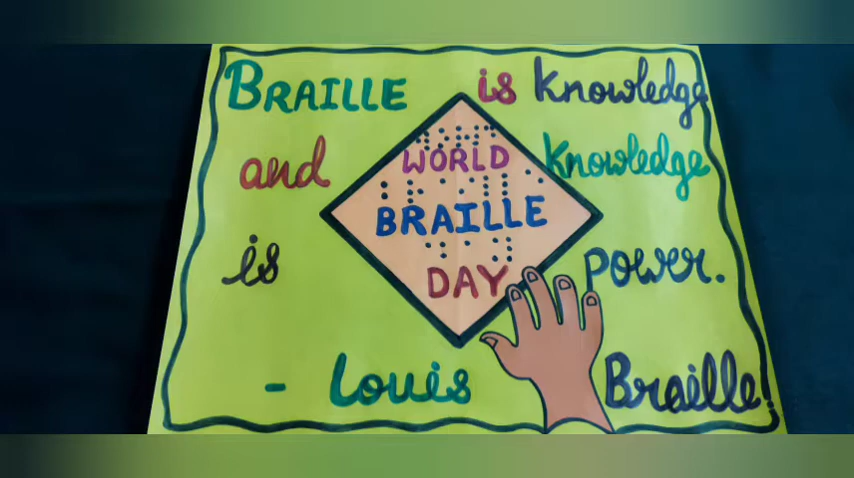 BRAILLE is Knowledge
and Knowledge
is power.
- Louis Braille
WORLD
BRAILLE
DAY